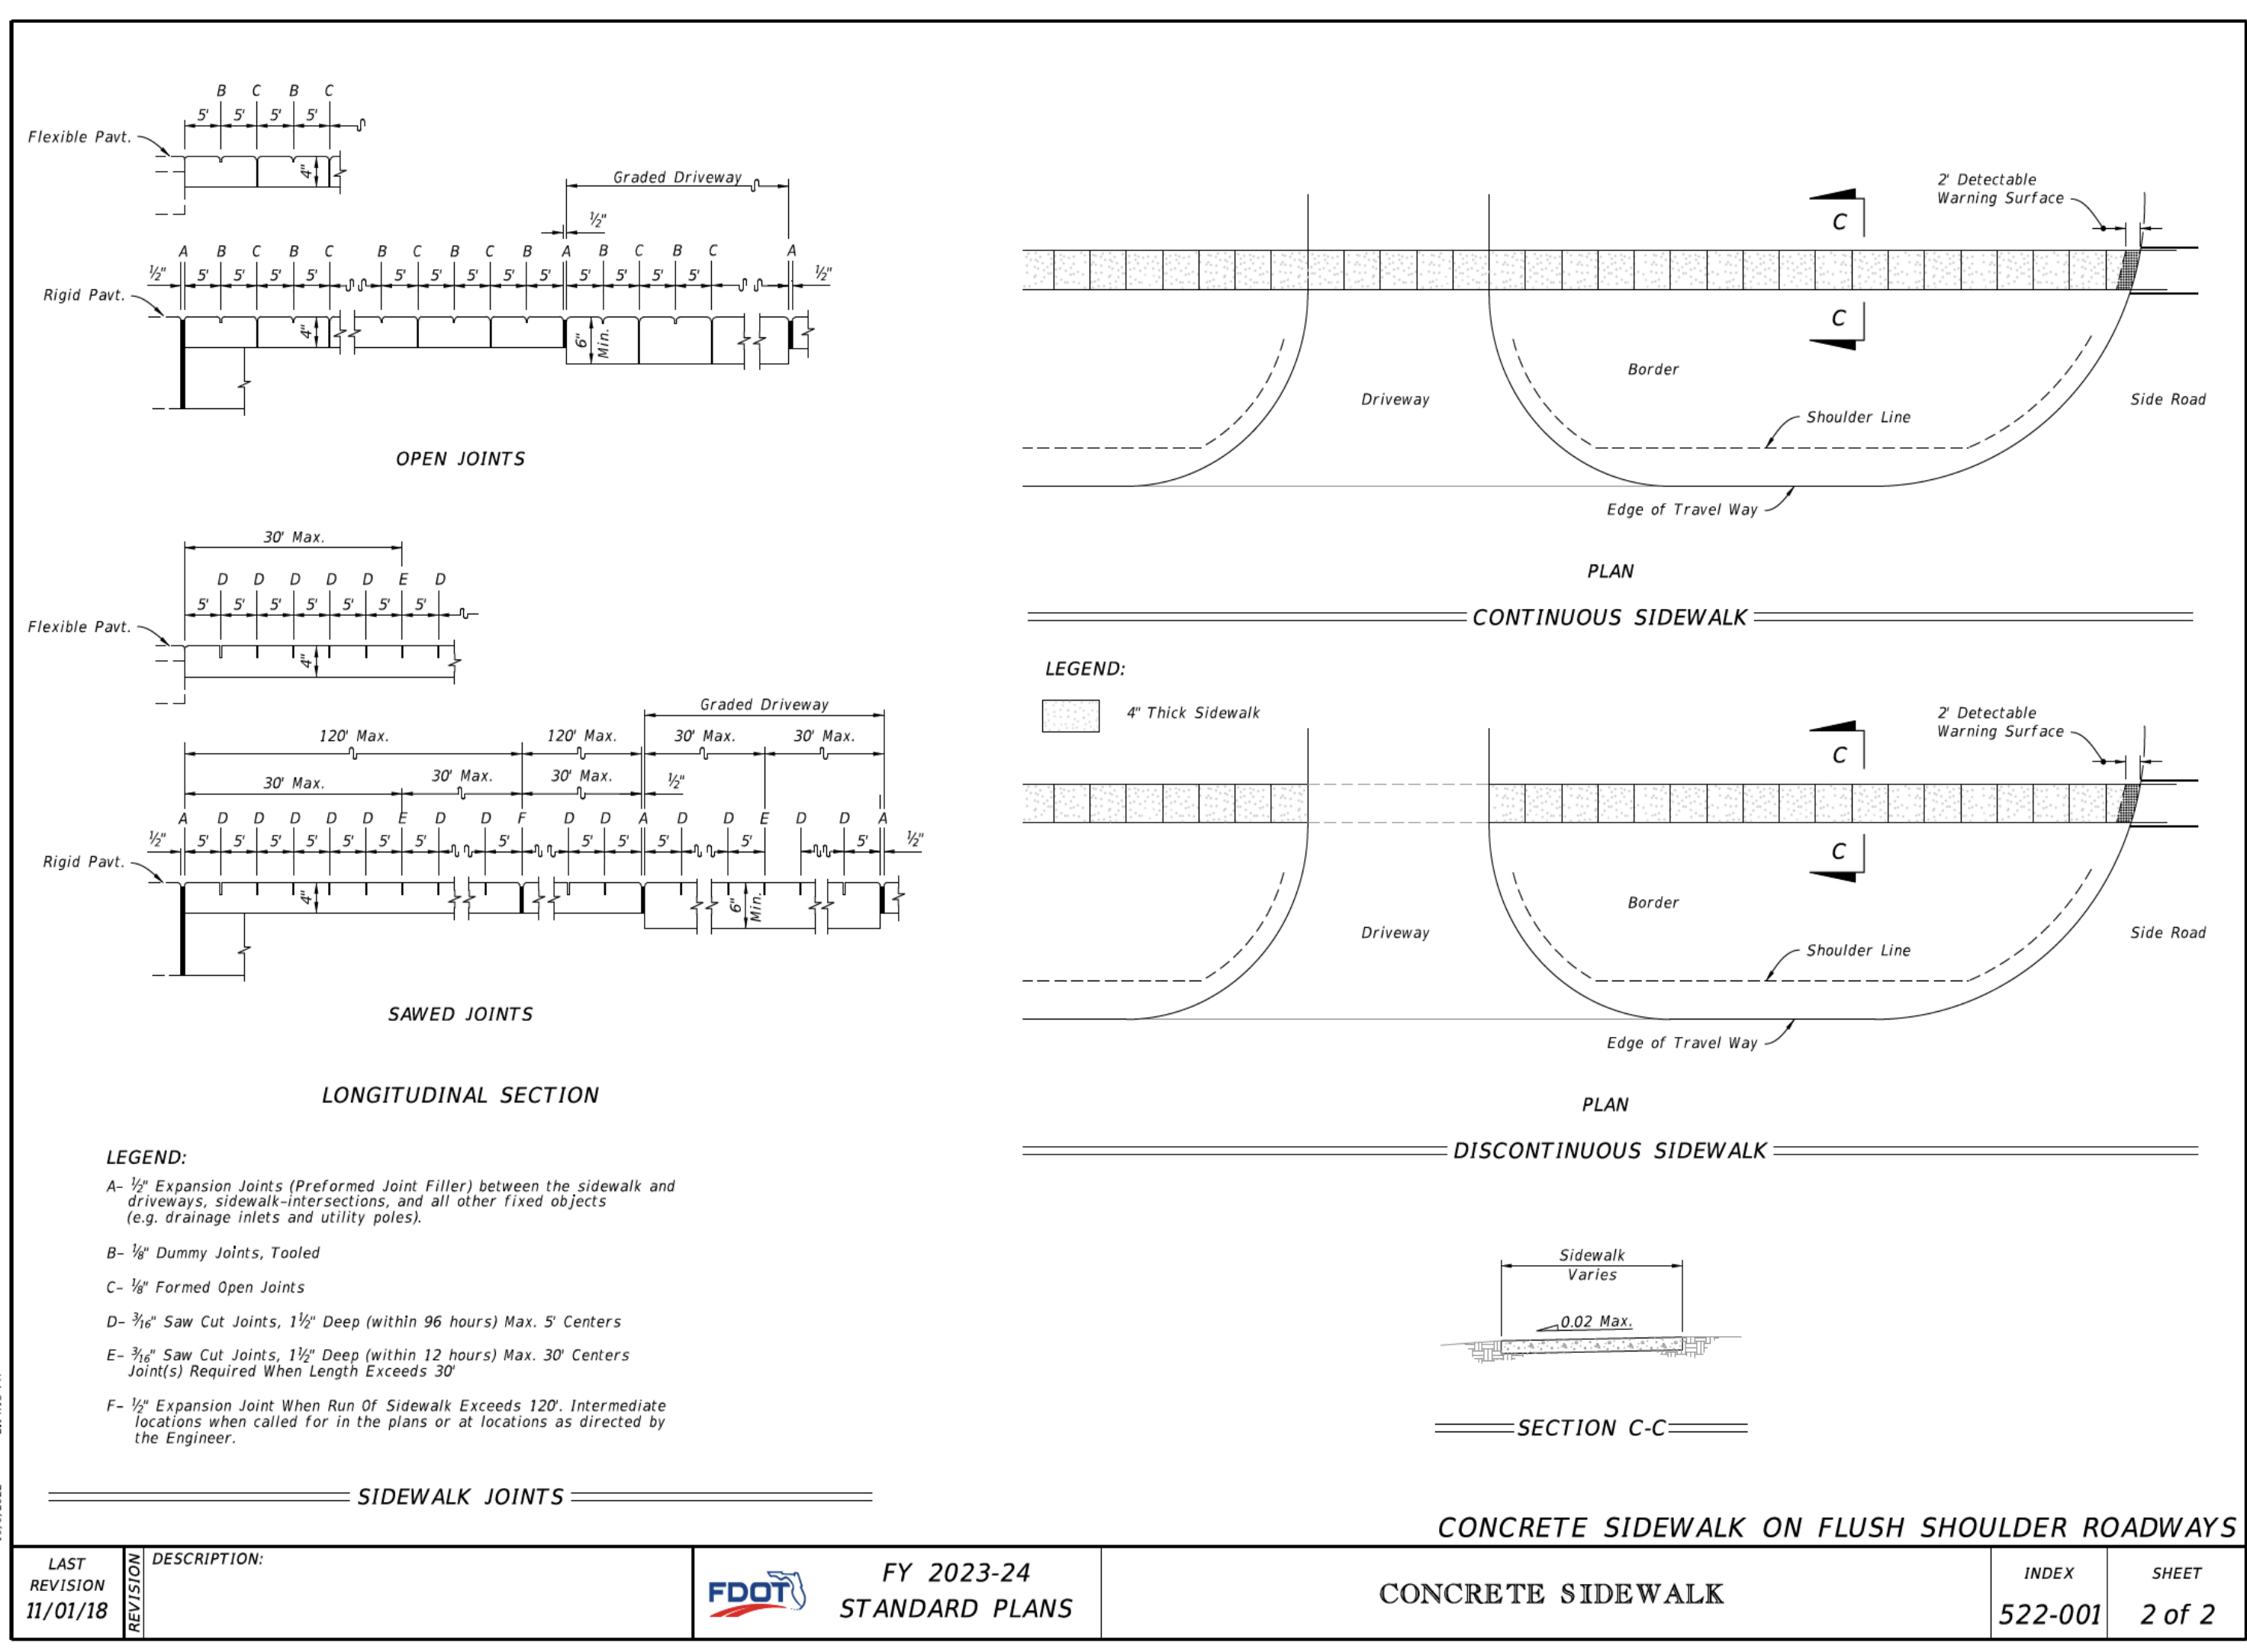 B C B C
5' 5' 5' 5'
Flexible Pavt.
4"
Graded Driveway
½"
A B C B C B C B C B A B C B C A
½" 5' 5' 5' 5' 5' 5' 5' 5' 5' 5' 5' 5' 5' ½"
Rigid Pavt.
4"
6"
Min.
OPEN JOINTS
30' Max.
D D D D D E D
5' 5' 5' 5' 5' 5' 5'
Flexible Pavt.
4"
Graded Driveway
120' Max. 120' Max. 30' Max. 30' Max.
30' Max. 30' Max. 30' Max. ½"
A D D D D D E D D F D D A D D E D D A
½" 5' 5' 5' 5' 5' 5' 5' 5' 5' 5' 5' 5' 5' ½"
Rigid Pavt.
4"
6"
Min.
SAWED JOINTS
LONGITUDINAL SECTION
LEGEND:
A– ½" Expansion Joints (Preformed Joint Filler) between the sidewalk and
driveways, sidewalk–intersections, and all other fixed objects
(e.g. drainage inlets and utility poles).
B– ⅛" Dummy Joints, Tooled
C– ⅛" Formed Open Joints
D– 3⁄16" Saw Cut Joints, 1½" Deep (within 96 hours) Max. 5' Centers
E– 3⁄16" Saw Cut Joints, 1½" Deep (within 12 hours) Max. 30' Centers
Joint(s) Required When Length Exceeds 30'
F– ½" Expansion Joint When Run Of Sidewalk Exceeds 120'. Intermediate
locations when called for in the plans or at locations as directed by
the Engineer.
SIDEWALK JOINTS
2' Detectable
Warning Surface
C
C
Border
Driveway
Side Road
Shoulder Line
Edge of Travel Way
PLAN
CONTINUOUS SIDEWALK
LEGEND:
4" Thick Sidewalk
2' Detectable
Warning Surface
C
C
Border
Driveway
Side Road
Shoulder Line
Edge of Travel Way
PLAN
DISCONTINUOUS SIDEWALK
Sidewalk
Varies
0.02 Max.
SECTION C-C
CONCRETE SIDEWALK ON FLUSH SHOULDER ROADWAYS
LAST
REVISION
11/01/18
REVISION
DESCRIPTION:
FDOT
FY 2023-24
STANDARD PLANS
CONCRETE SIDEWALK
INDEX
522-001
SHEET
2 of 2